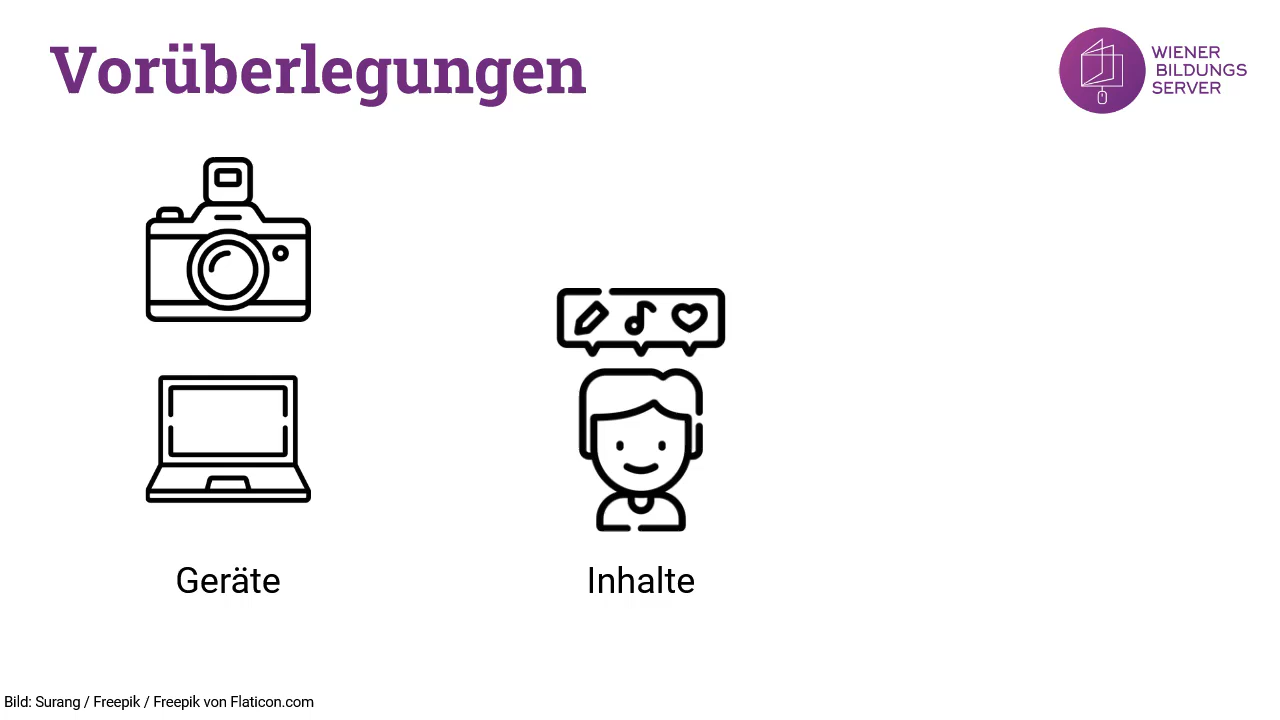 Vorüberlegungen
WIENER
BILDUNGS
SERVER
Geräte
Inhalte
Bild: Surang / Freepik / Freepik von Flaticon.com